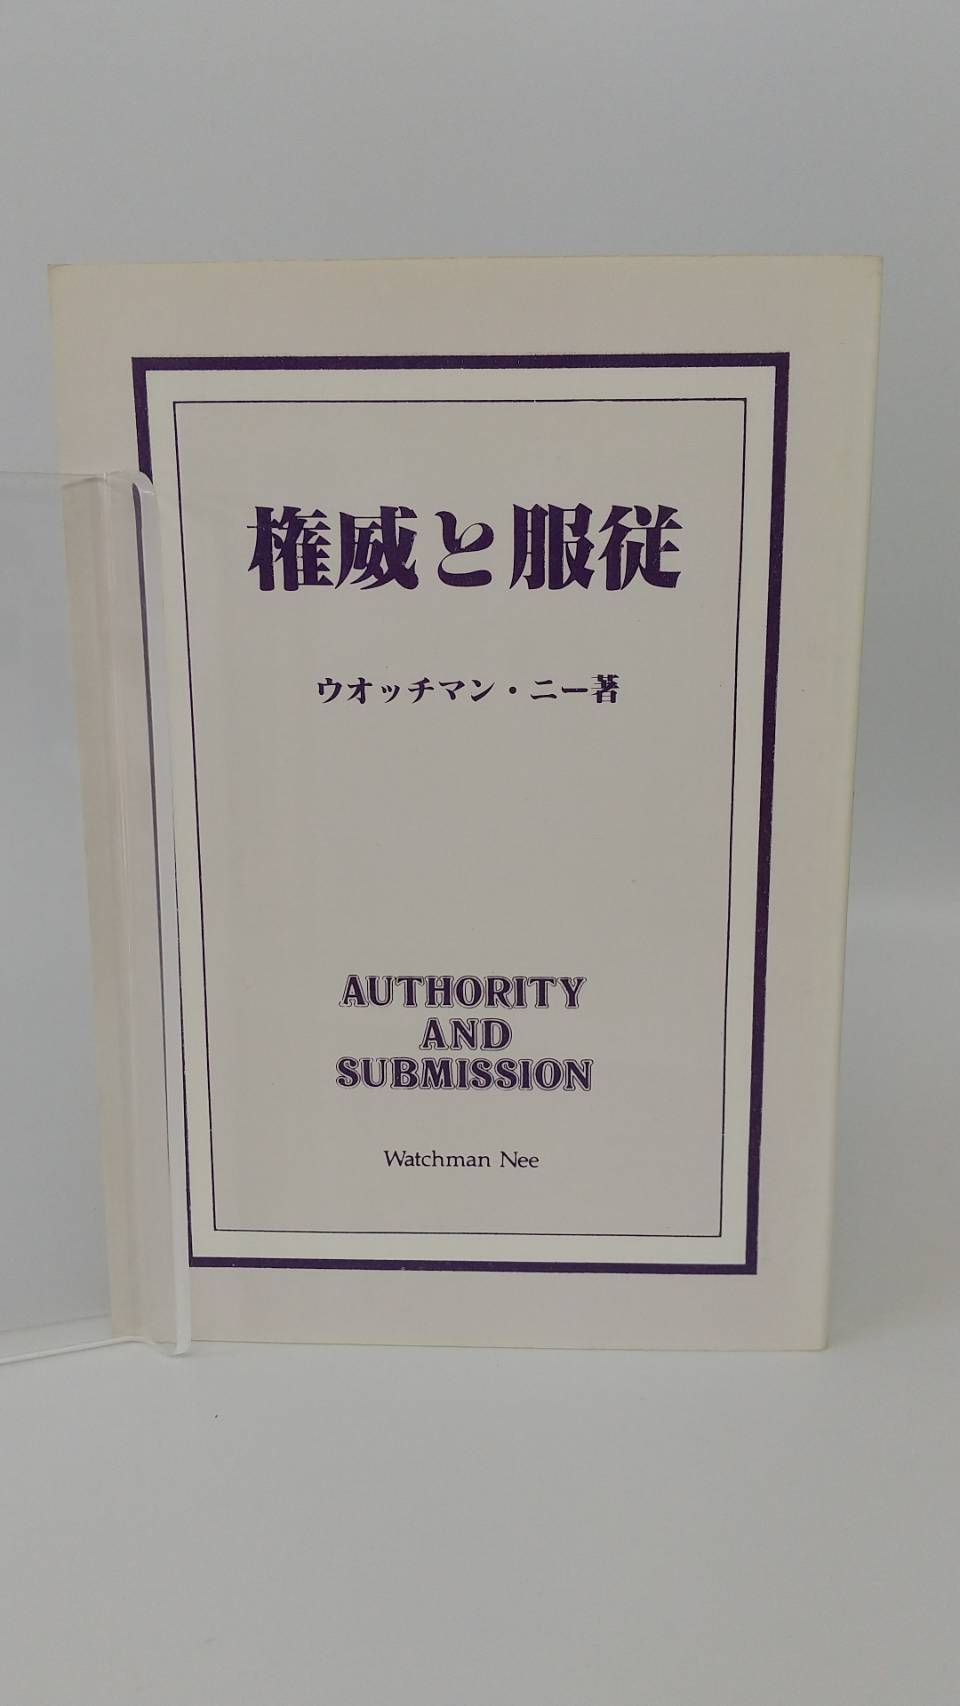 権威と服従
ウオッチマン・ニー著
AUTHORITY
AND
SUBMISSION
Watchman Nee